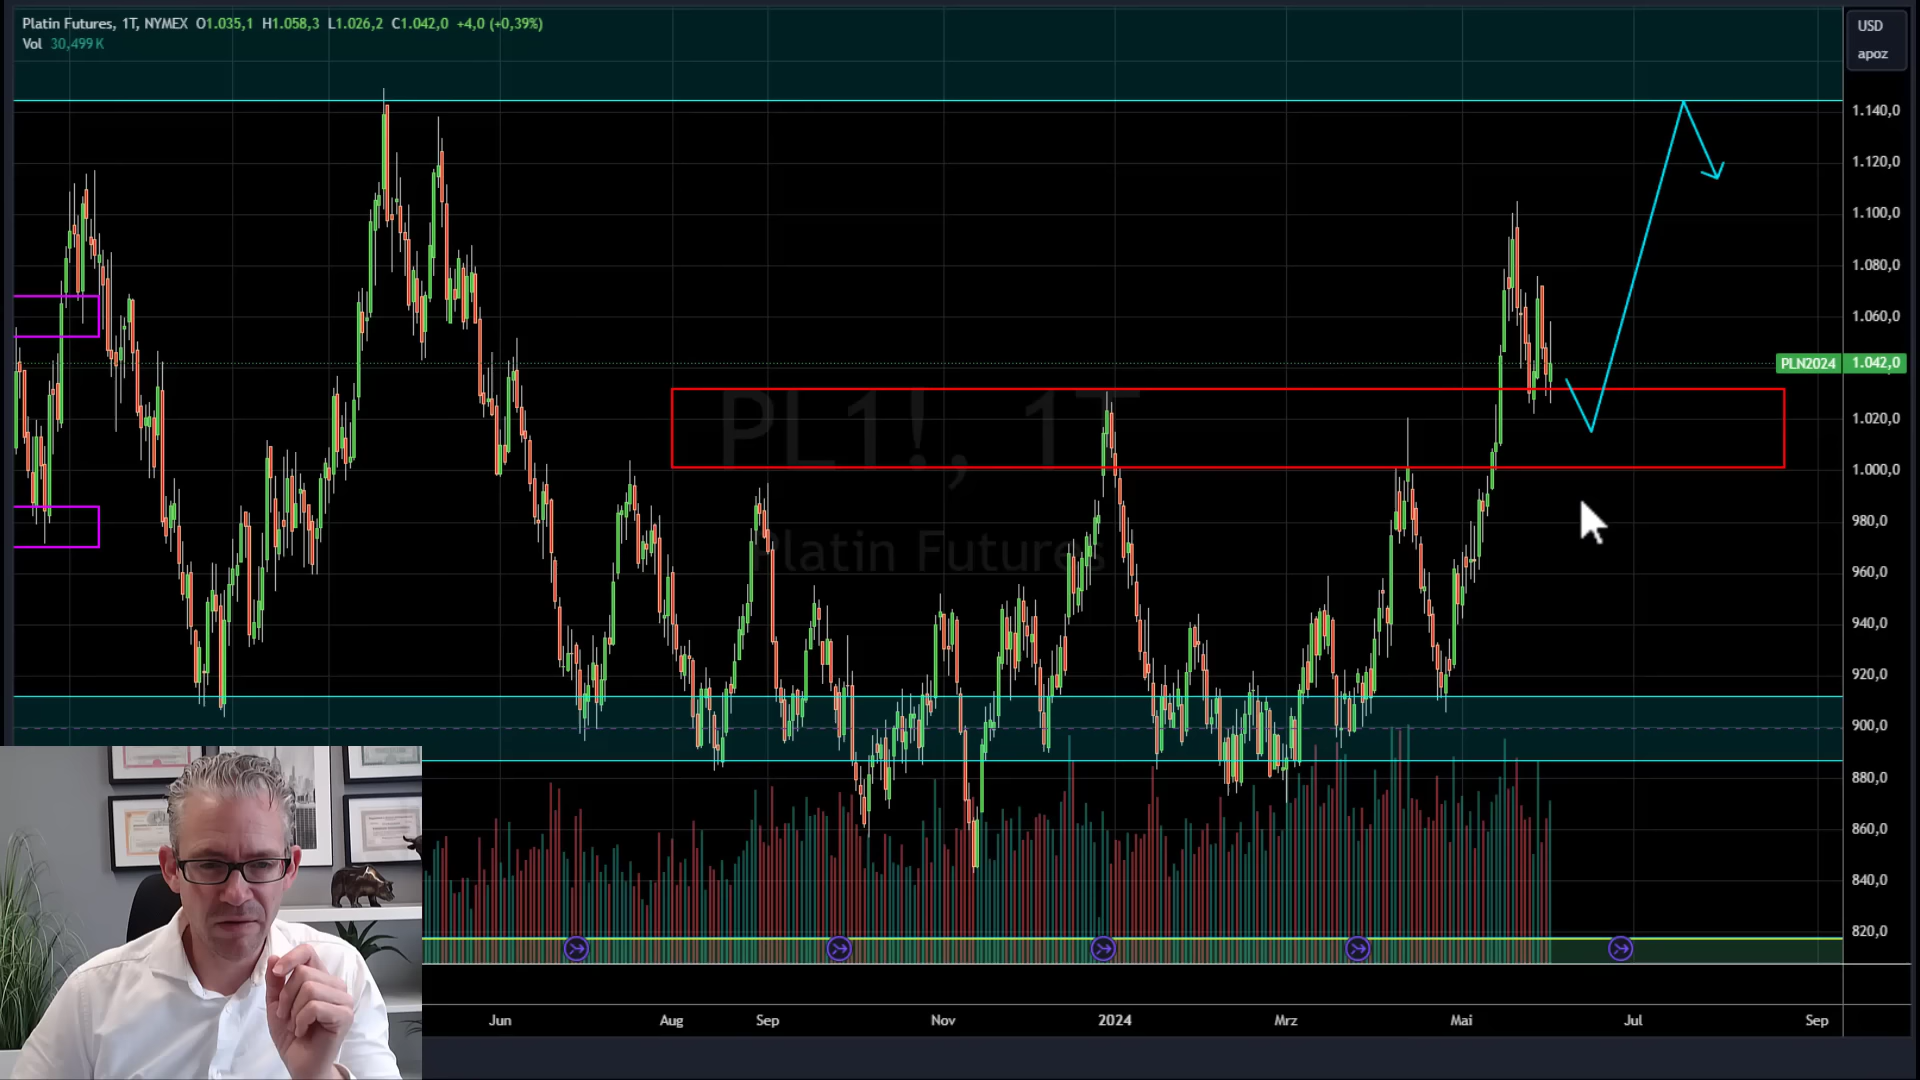 Platin Futures, 1T, NYMEX O1.035,1 H1.058,3 L1.026,2 C1.042,0 +4,0 (+0,39%)
Vol 30,499 K
USD
apoz
1.140,0
1.120,0
1.100,0
1.080,0
1.060,0
PLN2024 1.042,0
1.020,0
1.000,0
980,0
960,0
940,0
920,0
900,0
880,0
860,0
840,0
820,0
PL1!, 1T
Platin Futures
Jun Aug Sep Nov 2024 Mrz Mai Jul Sep